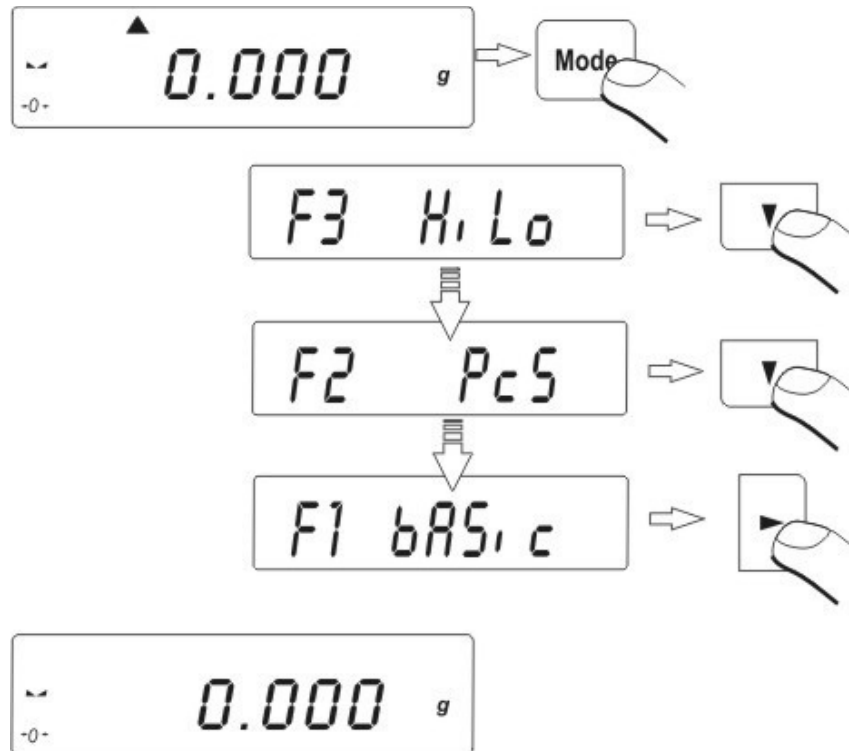 0.000 g
Mode
-0-
F3 HiLo
F2 PcS
F1 bASic
0.000 g
-0-